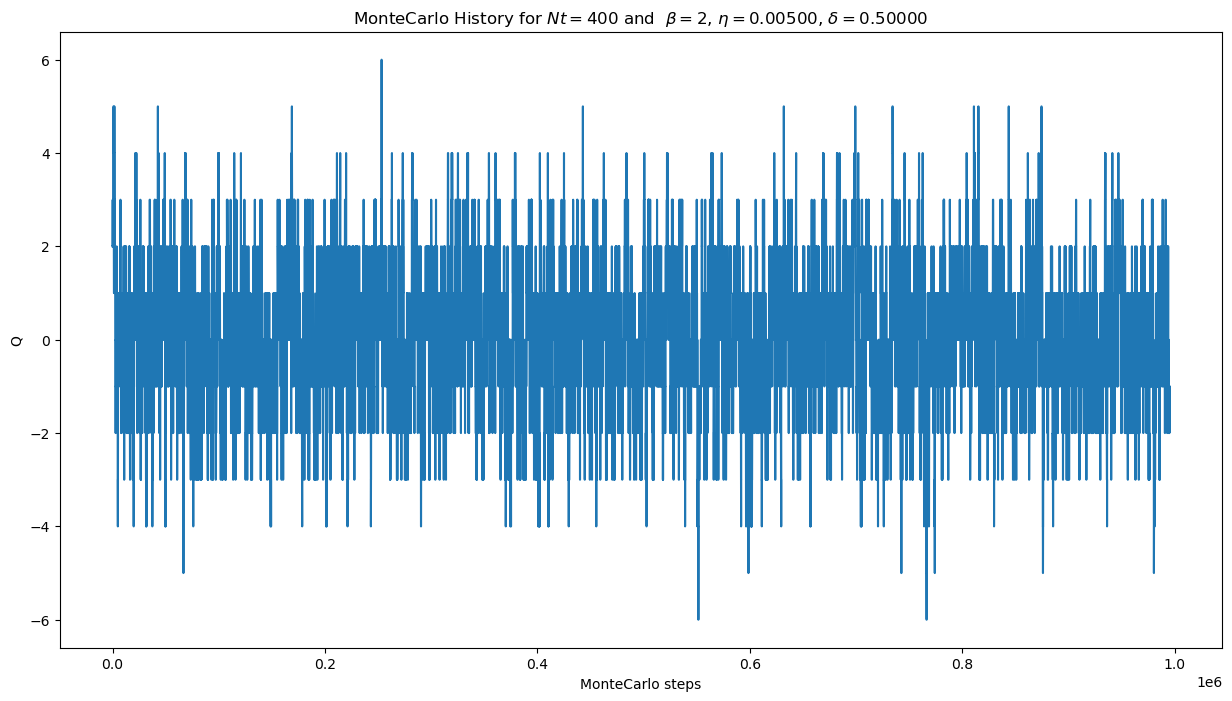 MonteCarlo History for Nt = 400 and β = 2, η = 0.00500, δ = 0.50000
6
4
2
0
−2
−4
−6
Q
0.0 0.2 0.4 0.6 0.8 1.0
1e6
MonteCarlo steps